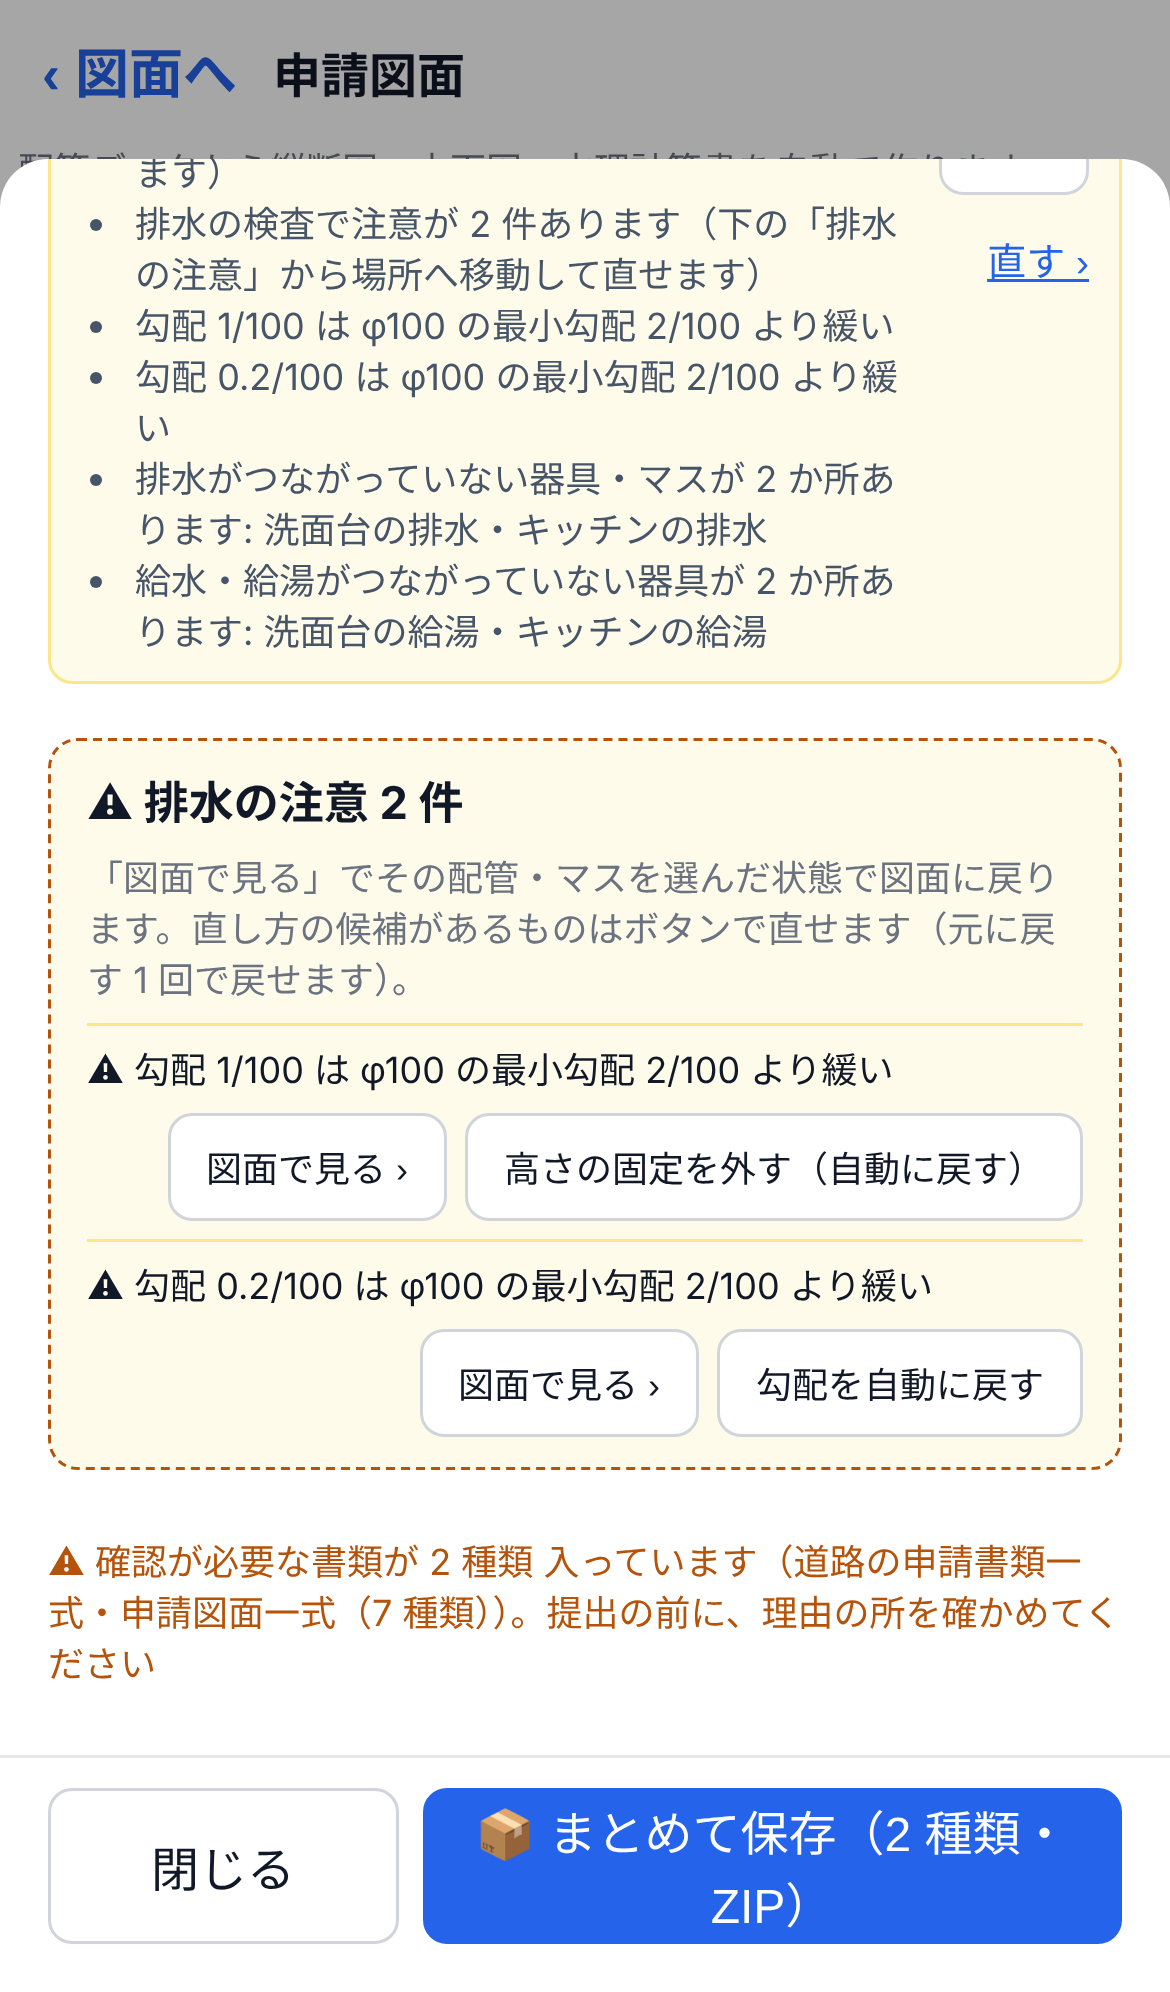 ‹ 図面へ 申請図面
ます）
• 排水の検査で注意が 2 件あります（下の「排水
の注意」から場所へ移動して直せます）
直す ›
• 勾配 1/100 は φ100 の最小勾配 2/100 より緩い
• 勾配 0.2/100 は φ100 の最小勾配 2/100 より緩
い
• 排水がつながっていない器具・マスが 2 か所あ
ります: 洗面台の排水・キッチンの排水
• 給水・給湯がつながっていない器具が 2 か所あ
ります: 洗面台の給湯・キッチンの給湯
⚠ 排水の注意 2 件
「図面で見る」でその配管・マスを選んだ状態で図面に戻り
ます。直し方の候補があるものはボタンで直せます（元に戻
す 1 回で戻せます）。
⚠ 勾配 1/100 は φ100 の最小勾配 2/100 より緩い
図面で見る › 高さの固定を外す（自動に戻す）
⚠ 勾配 0.2/100 は φ100 の最小勾配 2/100 より緩い
図面で見る › 勾配を自動に戻す
⚠ 確認が必要な書類が 2 種類 入っています（道路の申請書類一
式・申請図面一式（7 種類））。提出の前に、理由の所を確かめてく
ださい
閉じる
📦 まとめて保存（2 種類・
ZIP）